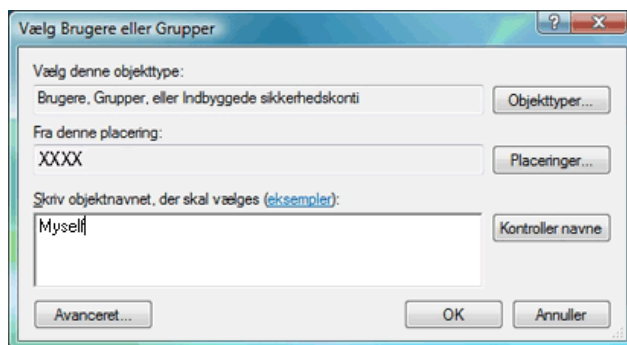 Vælg Brugere eller Grupper
Vælg denne objekttype:
Brugere, Grupper, eller Indbyggede sikkerhedskonti
Objekttyper...
Fra denne placering:
XXXX
Placeringer...
Skriv objektnavnet, der skal vælges (eksempler):
Myself
Kontroller navne
Avanceret...
OK
Annuller